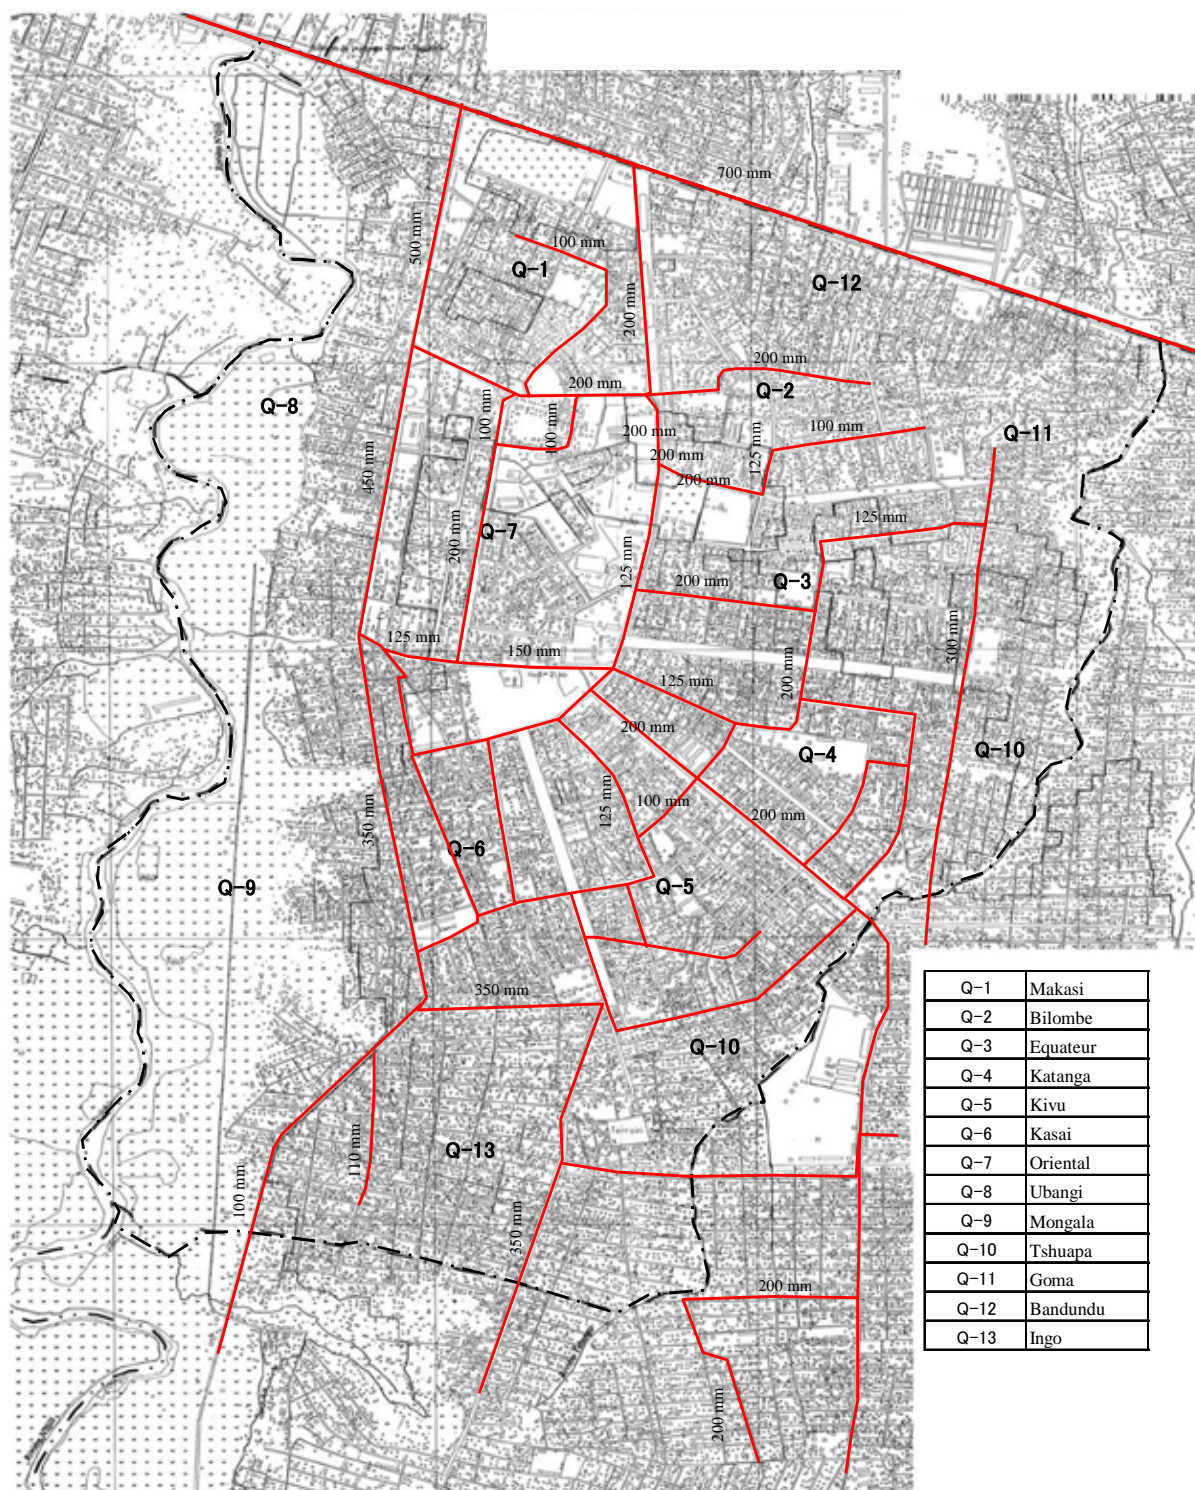 700 mm
100 mm
Q-1
500 mm
Q-12
200 mm
200 mm
200 mm
Q-2
Q-8
100 mm
100 mm
200 mm
100 mm
Q-11
200 mm
125 mm
450 mm
200 mm
125 mm
200 mm
Q-7
125 mm
200 mm
Q-3
125 mm
150 mm
300 mm
125 mm
200 mm
200 mm
Q-4
Q-10
125 mm
100 mm
200 mm
350 mm
Q-6
Q-9
Q-5
350 mm
Q-10
Terrain
110 mm
Q-13
100 mm
350 mm
200 mm
200 mm
Q-1 Makasi
Q-2 Bilombe
Q-3 Equateur
Q-4 Katanga
Q-5 Kivu
Q-6 Kasai
Q-7 Oriental
Q-8 Ubangi
Q-9 Mongala
Q-10 Tshuapa
Q-11 Goma
Q-12 Bandundu
Q-13 Ingo